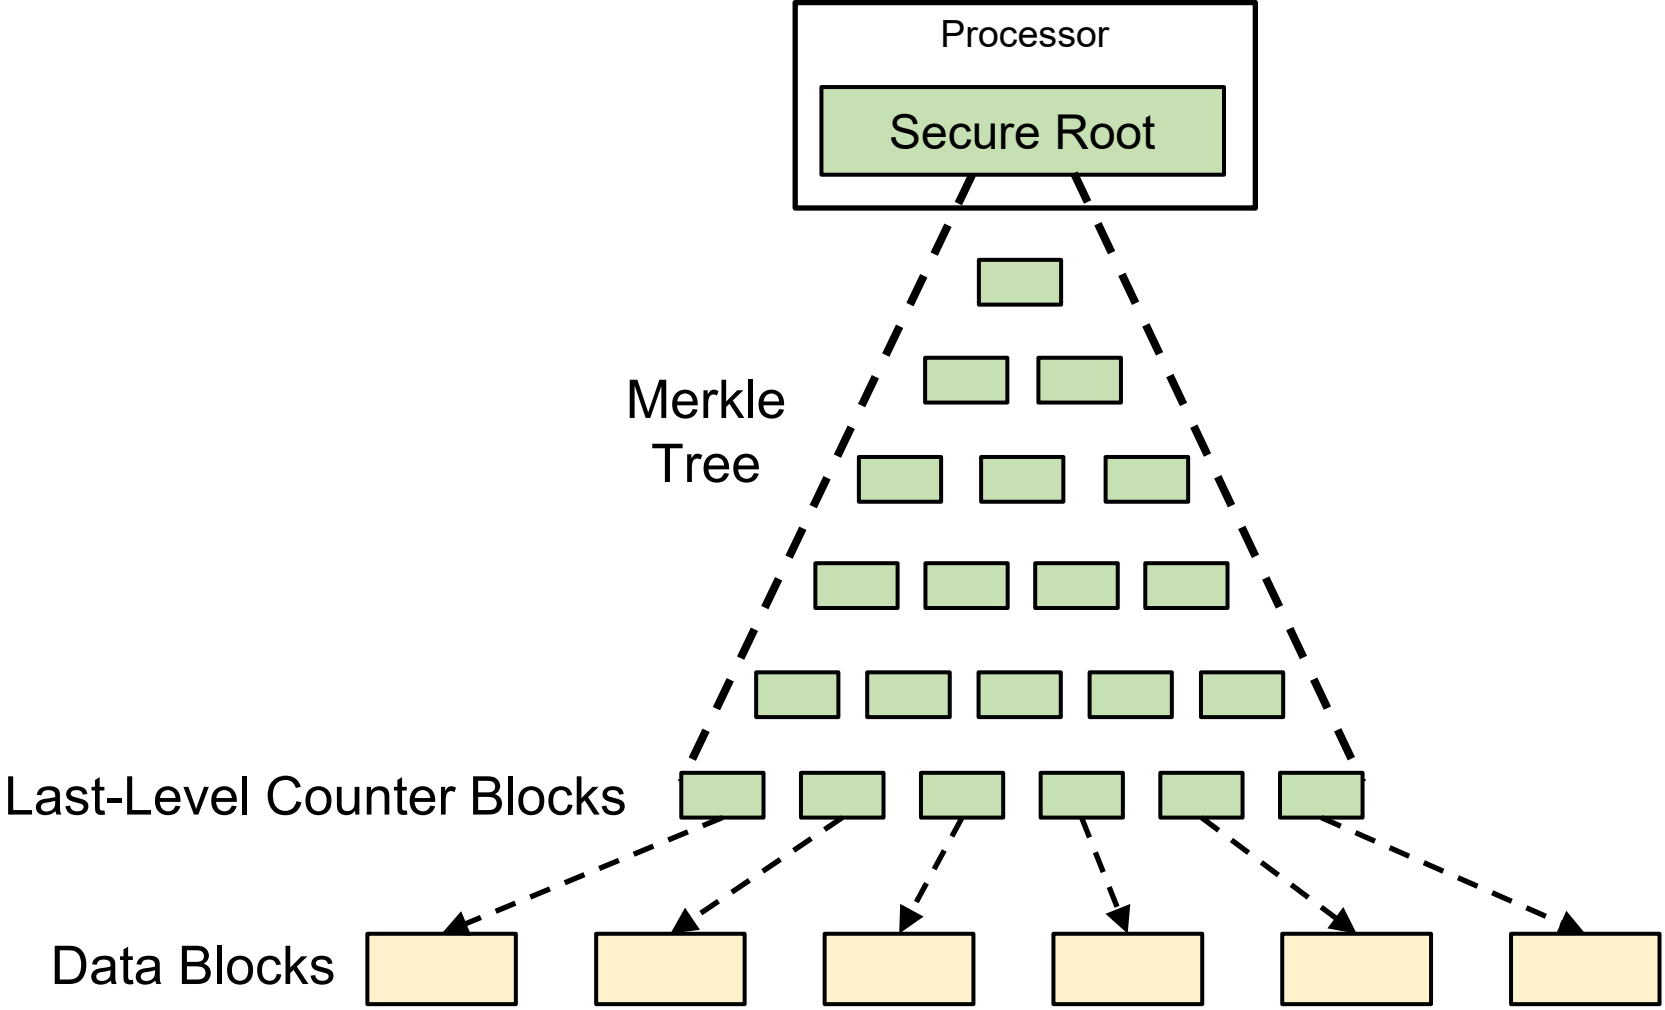 Processor
Secure Root
Merkle
Tree
Last-Level Counter Blocks
Data Blocks